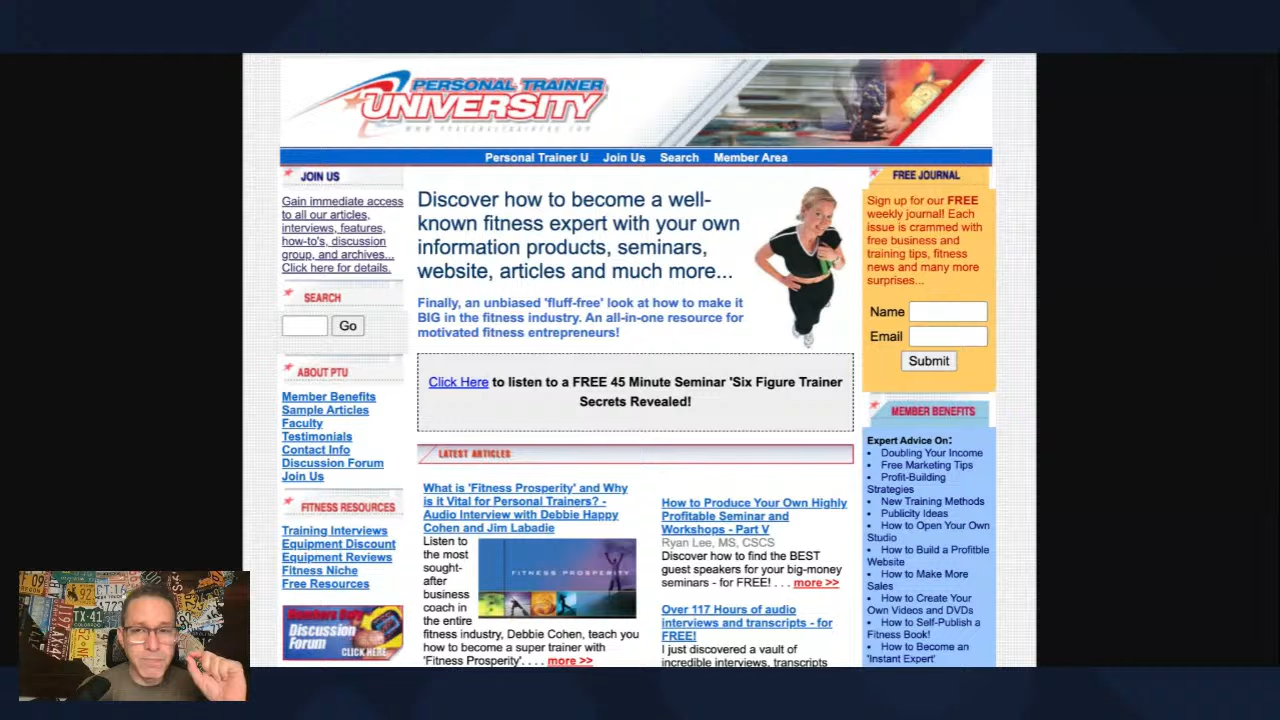 PERSONAL TRAINER
UNIVERSITY
Personal Trainer U Join Us Search Member Area
JOIN US
Gain immediate access
to all our articles,
interviews, features,
how-to's, discussion
group, and archives...
Click here for details.
SEARCH
Go
ABOUT PTU
Member Benefits
Sample Articles
Faculty
Testimonials
Contact Info
Discussion Forum
Join Us
FITNESS RESOURCES
Training Interviews
Equipment Discount
Equipment Reviews
Fitness Niche
Free Resources
Members Only
Discussion
Forum
CLICK HERE
Discover how to become a well-
known fitness expert with your own
information products, seminars,
website, articles and much more...
Finally, an unbiased 'fluff-free' look at how to make it
BIG in the fitness industry. An all-in-one resource for
motivated fitness entrepreneurs!
Click Here to listen to a FREE 45 Minute Seminar 'Six Figure Trainer
Secrets Revealed!
LATEST ARTICLES
What is 'Fitness Prosperity' and Why
is it Vital for Personal Trainers? -
Audio Interview with Debbie Happy
Cohen and Jim Labadie
Listen to
the most
sought-
after
business
coach in
the entire
fitness industry, Debbie Cohen, teach you
how to become a super trainer with
'Fitness Prosperity'. . . . more >>
FITNESS PROSPERITY
How to Produce Your Own Highly
Profitable Seminar and
Workshops - Part V
Ryan Lee, MS, CSCS
Discover how to find the BEST
guest speakers for your big-money
seminars - for FREE! . . . more >>
Over 117 Hours of audio
interviews and transcripts - for
FREE!
I just discovered a vault of
incredible interviews, transcripts
FREE JOURNAL
Sign up for our FREE
weekly journal! Each
issue is crammed with
free business and
training tips, fitness
news and many more
surprises...
Name
Email
Submit
MEMBER BENEFITS
Expert Advice On:
• Doubling Your Income
• Free Marketing Tips
• Profit-Building
Strategies
• New Training Methods
• Publicity Ideas
• How to Open Your Own
Studio
• How to Build a Profitble
Website
• How to Make More
Sales
• How to Create Your
Own Videos and DVDs
• How to Self-Publish a
Fitness Book!
• How to Become an
'Instant Expert'